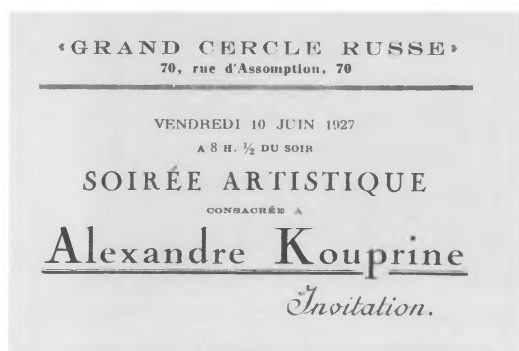 «GRAND CERCLE RUSSE»
70, rue d'Assomption, 70
VENDREDI 10 JUIN 1927
A 8 H. ½ DU SOIR
SOIRÉE ARTISTIQUE
CONSACRÉE A
Alexandre Kouprine
Invitation.